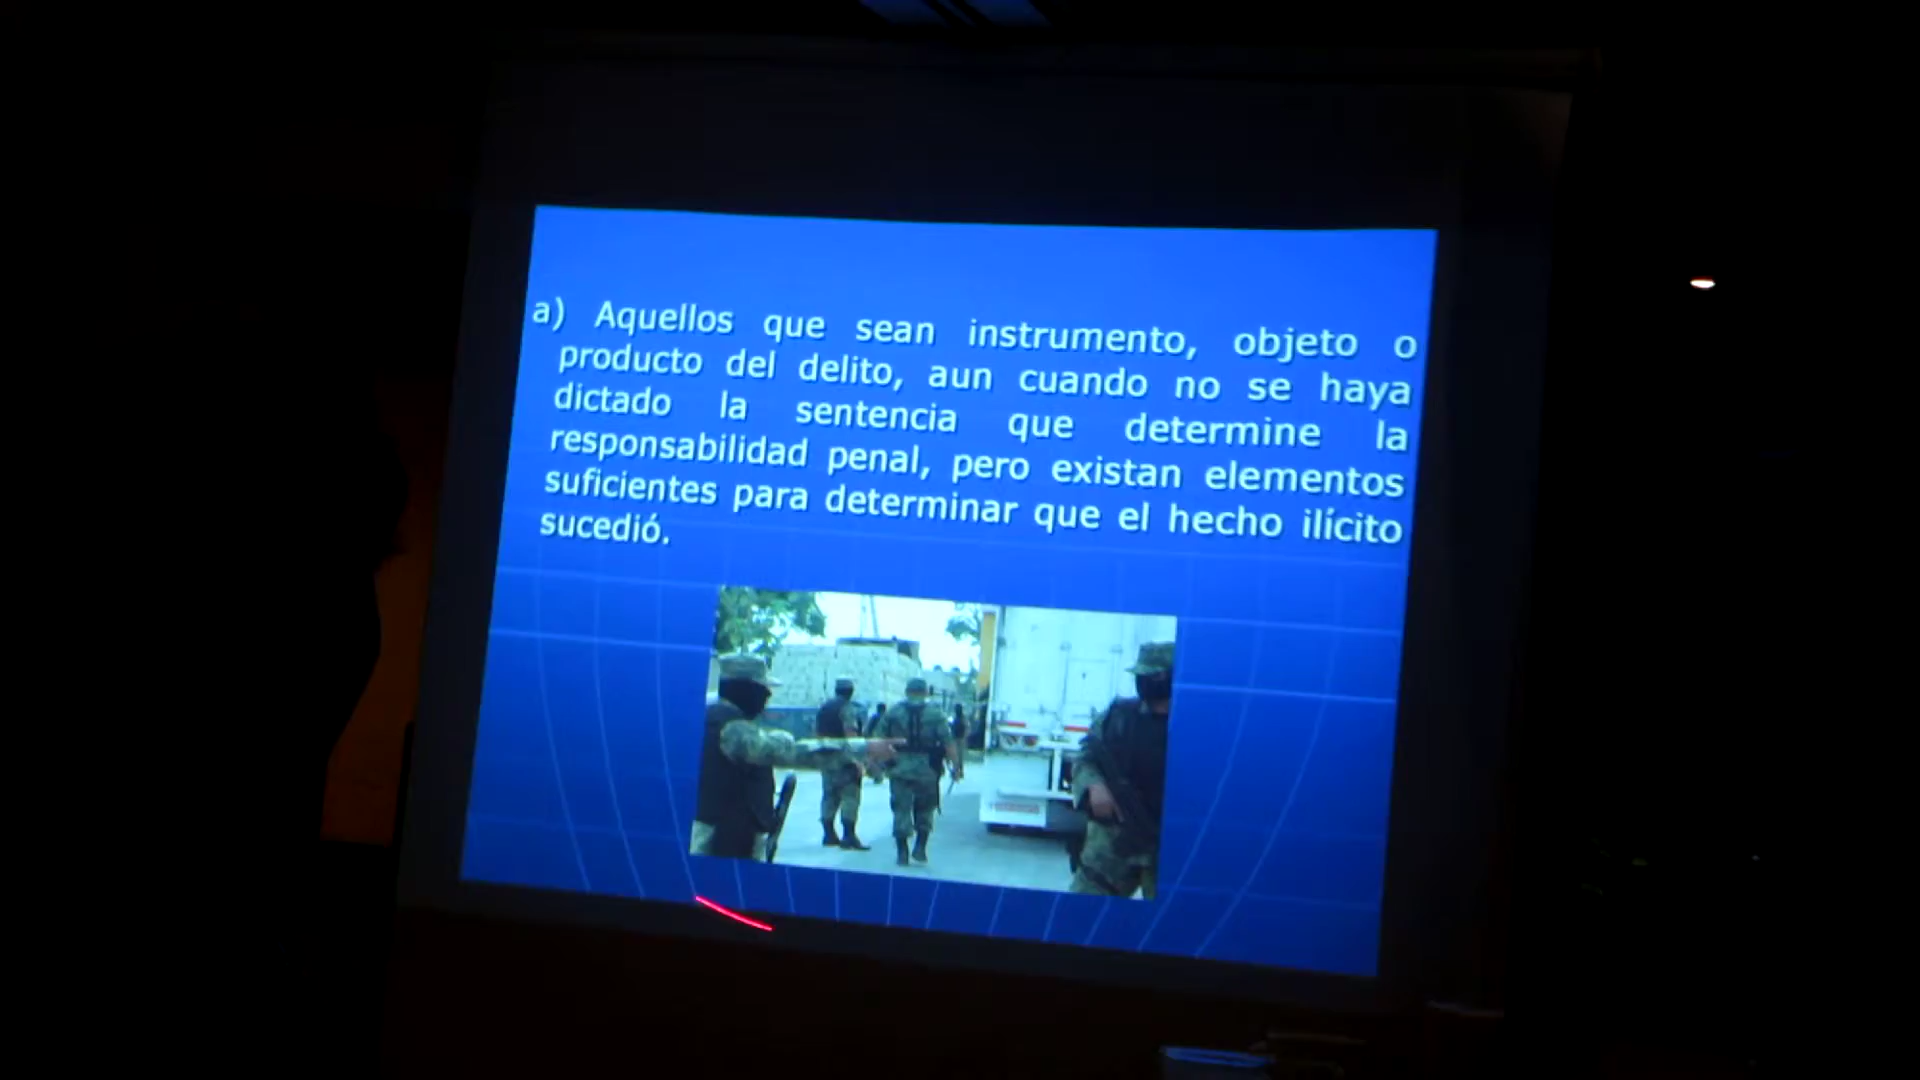 a) Aquellos que sean instrumento, objeto o
producto del delito, aun cuando no se haya
dictado la sentencia que determine la
responsabilidad penal, pero existan elementos
suficientes para determinar que el hecho ilícito
sucedió.